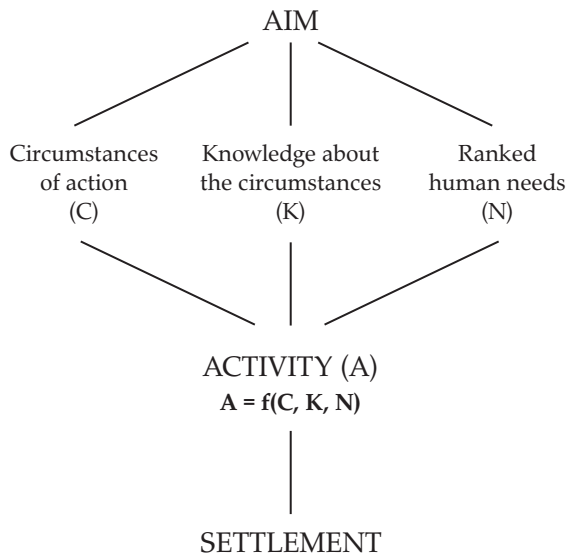 AIM
Circumstances
of action
(C)
Knowledge about
the circumstances
(K)
Ranked
human needs
(N)
ACTIVITY (A)
A = f(C, K, N)
SETTLEMENT